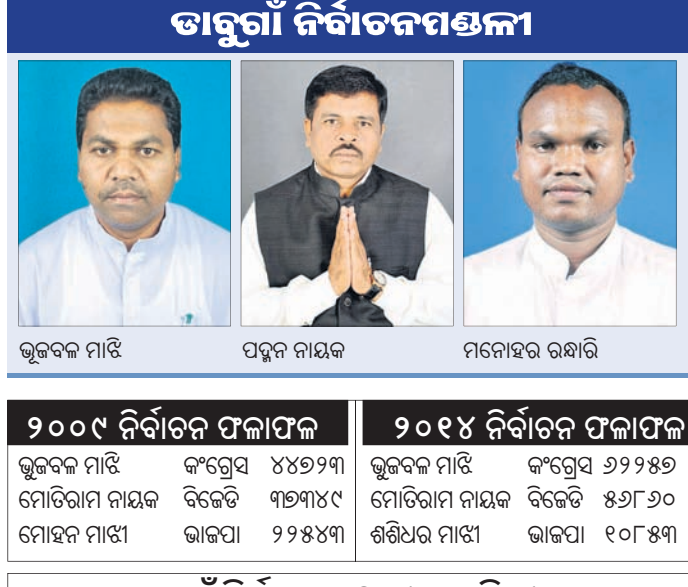 ଡାବୁଗାଁ ନିର୍ବାଚନମଣ୍ଡଳୀ
ଭୂଜବଳ ମାଝି ପଦ୍ମନ ନାୟକ ମନୋହର ରନ୍ଧାରି
୨୦୦୯ ନିର୍ବାଚନ ଫଳାଫଳ
ଭୁଜବଳ ମାଝି କଂଗ୍ରେସ ୪୪୭୨୩
ମୋତିରାମ ନାୟକ ବିଜେଡି ୩୭୩୪୯
ମୋହନ ମାଝୀ ଭାଜପା ୨୨୫୪୩
୨୦୧୪ ନିର୍ବାଚନ ଫଳାଫଳ
ଭୁଜବଳ ମାଝି କଂଗ୍ରେସ ୬୨୨୫୭
ମୋତିରାମ ନାୟକ ବିଜେଡି ୫୬୮୬୦
ଶଶିଧର ମାଝୀ ଭାଜପା ୧୦୮୫୩